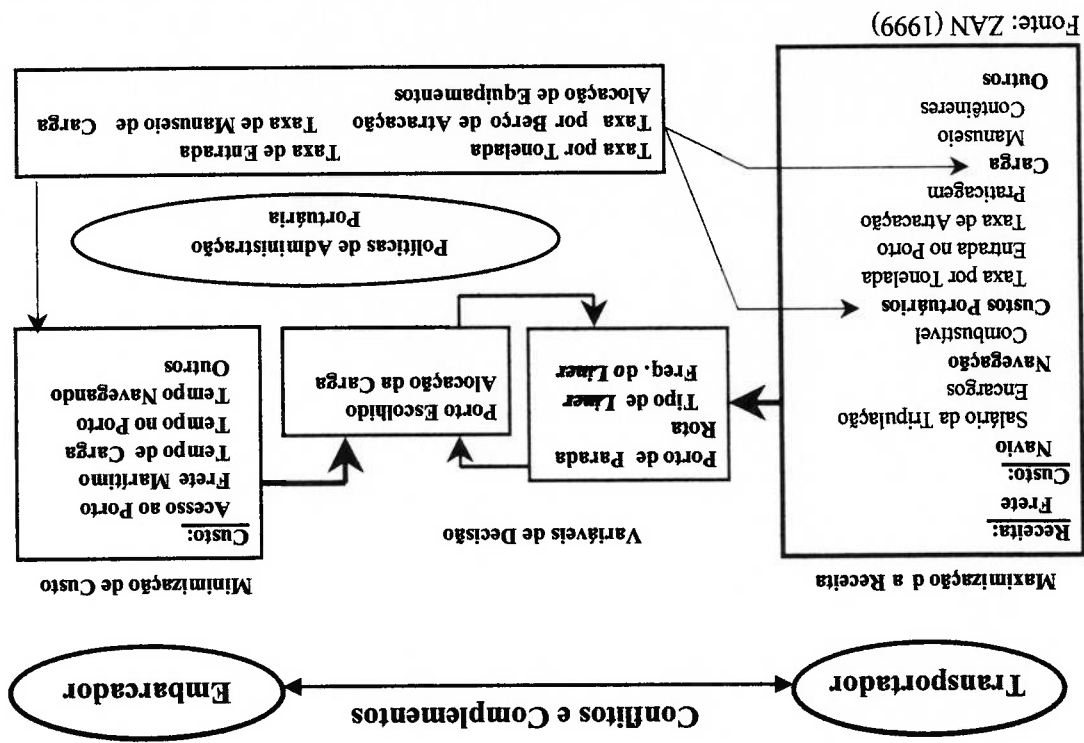 Conflitos e Complementos
Transportador
Embarcador
Maximização d a Receita
Receita:
Frete
Custo:
Navio
Salário da Tripulação
Encargos
Navegação
Combustível
Custos Portuários
Taxa por Tonelada
Entrada no Porto
Taxa de Atracação
Praticagem
Carga
Manuseio
Contêineres
Outros
Variáveis de Decisão
Porto de Parada
Rota
Tipo de Liner
Freq. do Liner
Porto Escolhido
Alocação da Carga
Minimização de Custo
Custo:
Acesso ao Porto
Frete Marítimo
Tempo de Carga
Tempo no Porto
Tempo Navegando
Outros
Políticas de Administração
Portuária
Taxa por Tonelada Taxa de Entrada
Taxa por Berço de Atracação Taxa de Manuseio de Carga
Alocação de Equipamentos
Fonte: ZAN (1999)